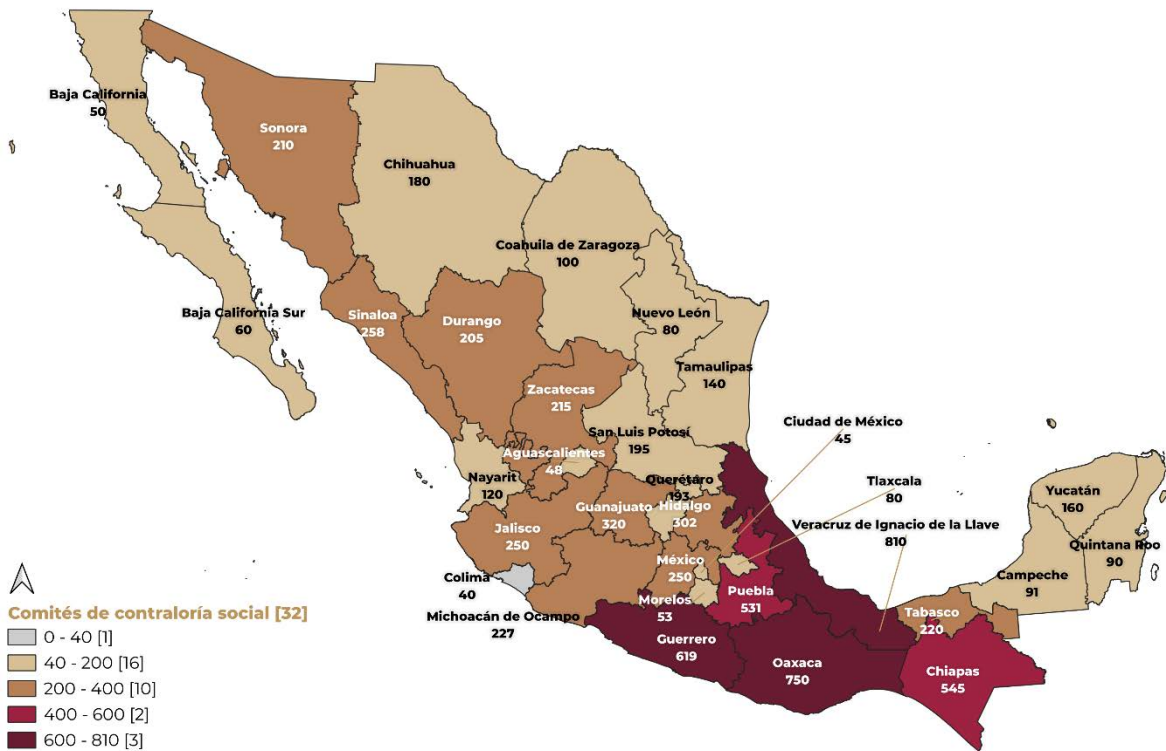 Baja California
50
Sonora
210
Chihuahua
180
Coahuila de Zaragoza
100
Nuevo León
80
Baja California Sur
60
Sinaloa
258
Durango
205
Tamaulipas
140
Zacatecas
215
San Luis Potosí
195
Ciudad de México
45
Aguascalientes
48
Nayarit
120
Querétaro
193
Tlaxcala
80
Yucatán
160
Guanajuato
320
Hidalgo
302
Veracruz de Ignacio de la Llave
810
Jalisco
250
Quintana Roo
90
México
250
Campeche
91
Colima
40
Puebla
531
Morelos
53
Michoacán de Ocampo
227
Tabasco
220
Guerrero
619
Oaxaca
750
Chiapas
545
Comités de contraloría social [32]
0 - 40 [1]
40 - 200 [16]
200 - 400 [10]
400 - 600 [2]
600 - 810 [3]